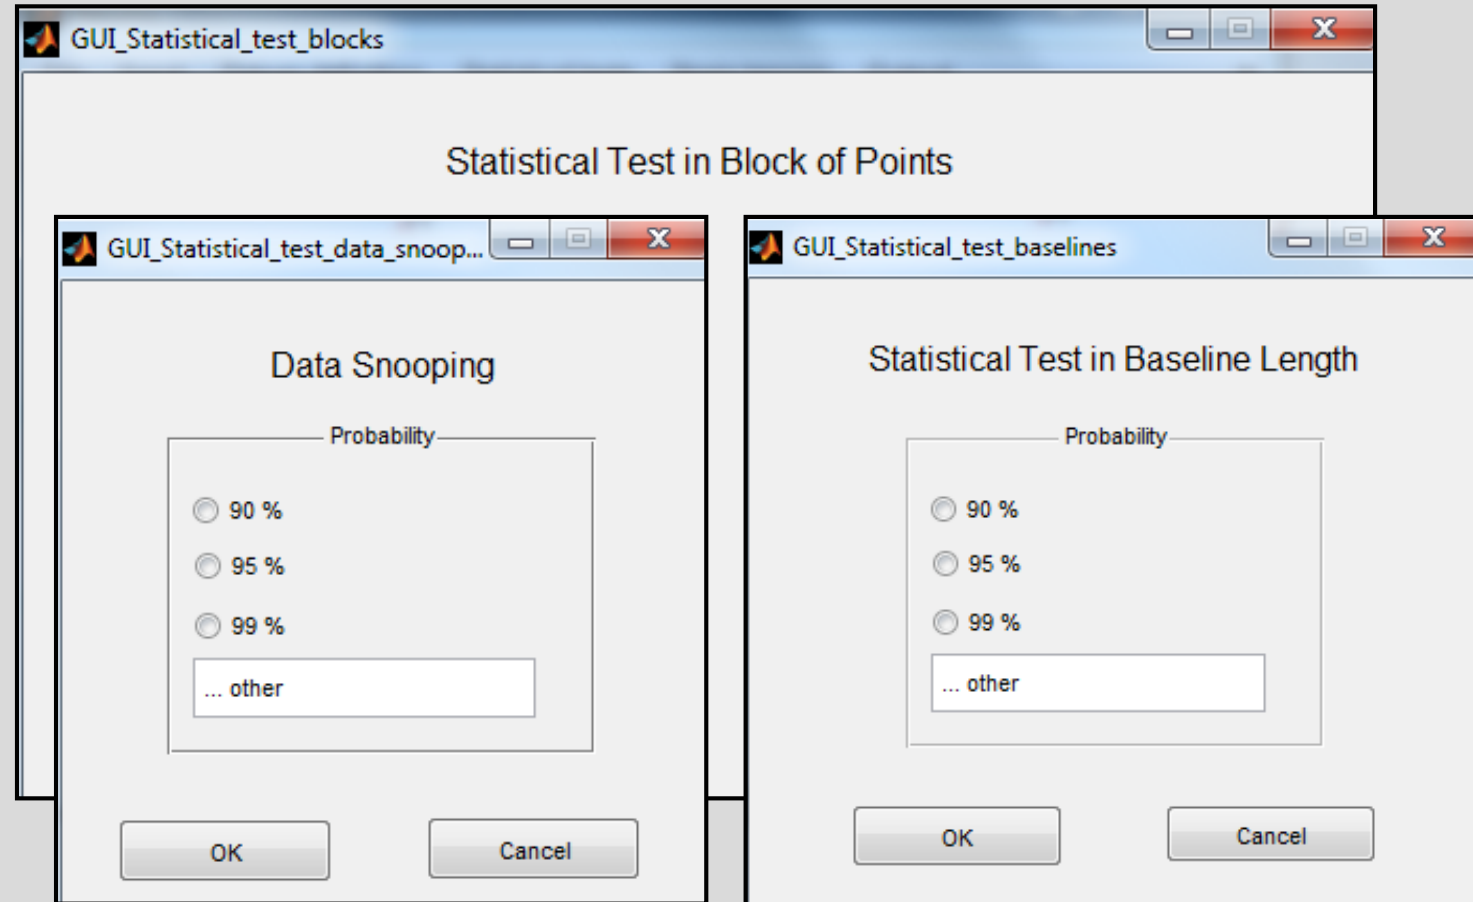 GUI_Statistical_test_blocks
Statistical Test in Block of Points
GUI_Statistical_test_data_snoop...
Data Snooping
Probability
90 %
95 %
99 %
... other
OK
Cancel
GUI_Statistical_test_baselines
Statistical Test in Baseline Length
Probability
90 %
95 %
99 %
... other
OK
Cancel